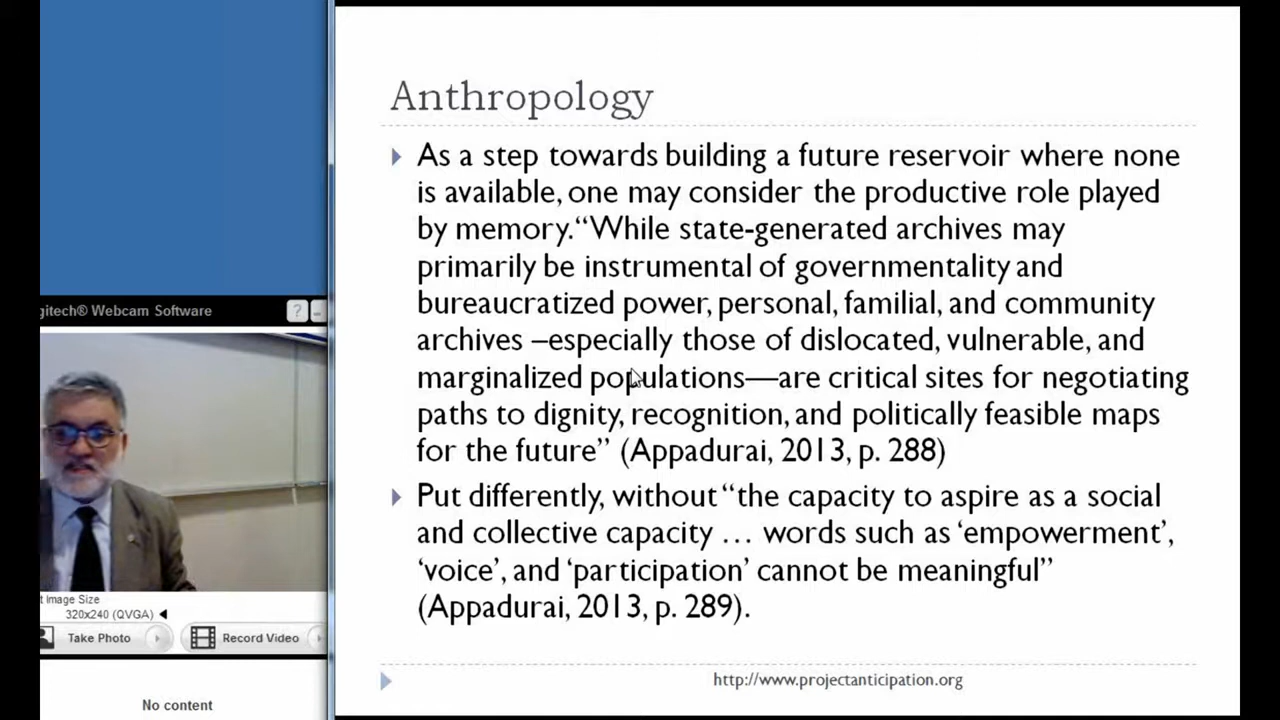 Anthropology
As a step towards building a future reservoir where none
is available, one may consider the productive role played
by memory. “While state-generated archives may
primarily be instrumental of governmentality and
bureaucratized power, personal, familial, and community
archives –especially those of dislocated, vulnerable, and
marginalized populations—are critical sites for negotiating
paths to dignity, recognition, and politically feasible maps
for the future” (Appadurai, 2013, p. 288)
Put differently, without “the capacity to aspire as a social
and collective capacity … words such as ‘empowerment’,
‘voice’, and ‘participation’ cannot be meaningful”
(Appadurai, 2013, p. 289).
http://www.projectanticipation.org
gitech® Webcam Software
?
t Image Size
320x240 (QVGA)
Take Photo
Record Video
No content